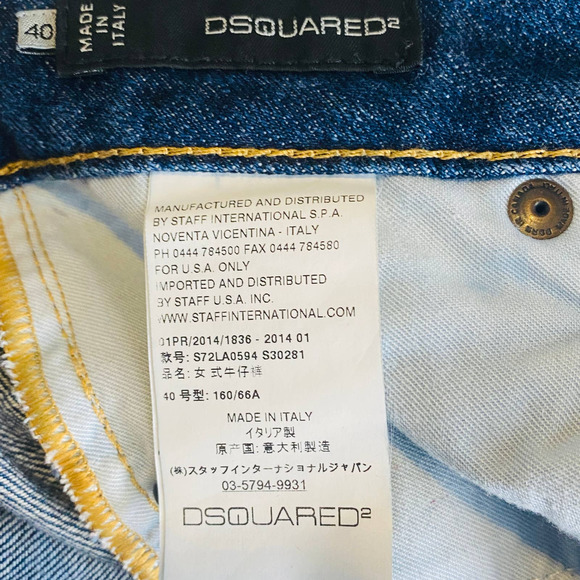 40
MADE
IN
ITALY
DSQUARED2
MANUFACTURED AND DISTRIBUTED
BY STAFF INTERNATIONAL S.P.A.
NOVENTA VICENTINA - ITALY
PH 0444 784500 FAX 0444 784580
FOR U.S.A. ONLY
IMPORTED AND DISTRIBUTED
BY STAFF U.S.A. INC.
WWW.STAFFINTERNATIONAL.COM
01PR/2014/1836 - 2014 01
款号: S72LA0594 S30281
品名: 女 式牛仔裤
40 号型: 160/66A
MADE IN ITALY
イタリア製
原产国: 意大利製造
(株)スタッフインターナショナルジャパン
03-5794-9931
DSQUARED2